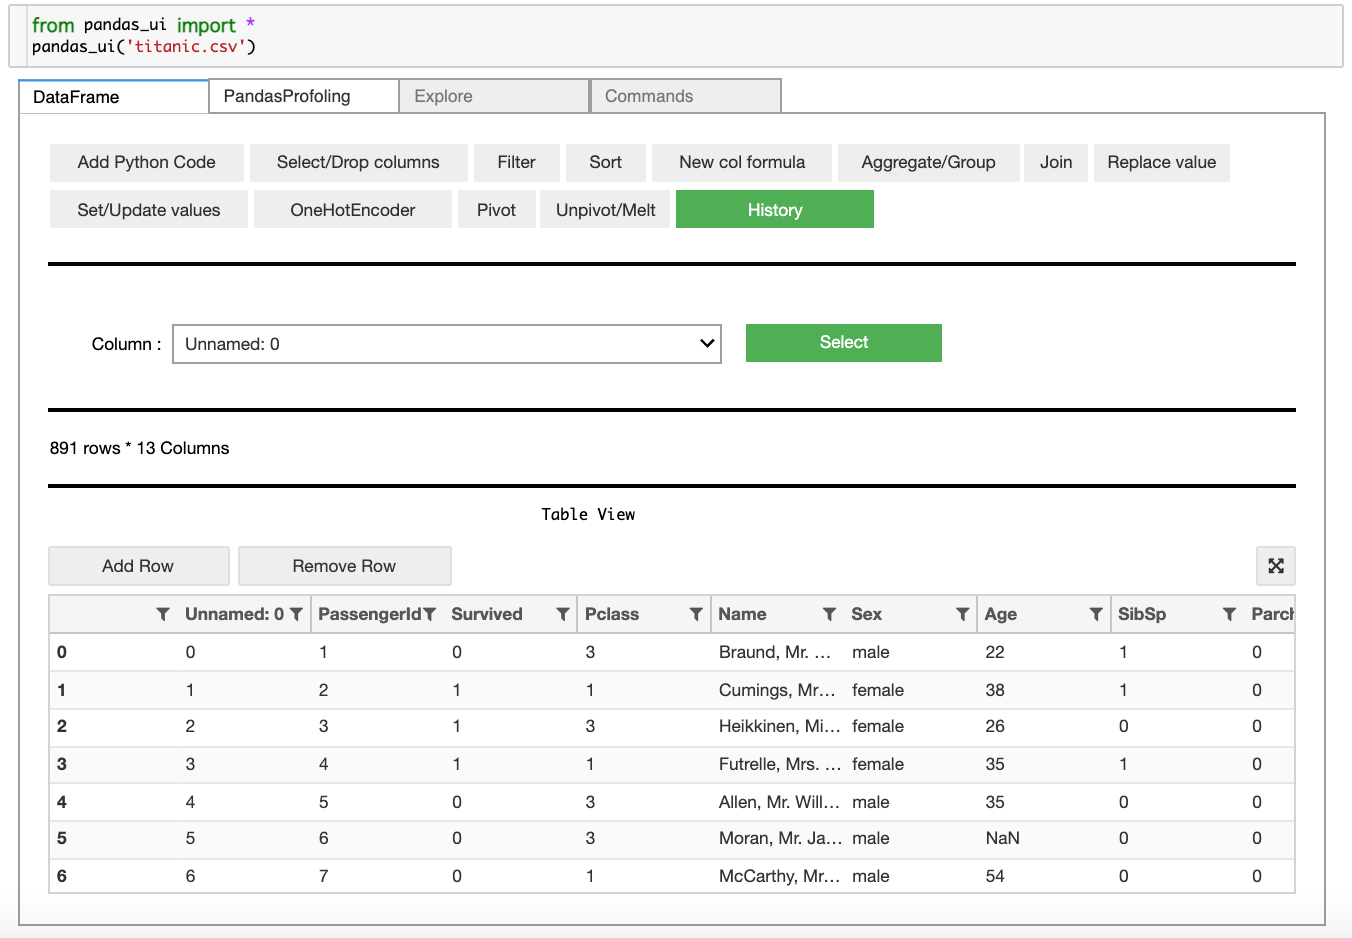 from pandas_ui import *
pandas_ui('titanic.csv')
DataFrame PandasProfoling Explore Commands
Add Python Code Select/Drop columns Filter Sort New col formula Aggregate/Group Join Replace value
Set/Update values OneHotEncoder Pivot Unpivot/Melt History
Column : Unnamed: 0 Select
891 rows * 13 Columns
Table View
Add Row Remove Row
Unnamed: 0 PassengerId Survived Pclass Name Sex Age SibSp Parch
0 0 1 0 3 Braund, Mr. ... male 22 1 0
1 1 2 1 1 Cumings, Mr... female 38 1 0
2 2 3 1 3 Heikkinen, Mi... female 26 0 0
3 3 4 1 1 Futrelle, Mrs. ... female 35 1 0
4 4 5 0 3 Allen, Mr. Will... male 35 0 0
5 5 6 0 3 Moran, Mr. Ja... male NaN 0 0
6 6 7 0 1 McCarthy, Mr... male 54 0 0